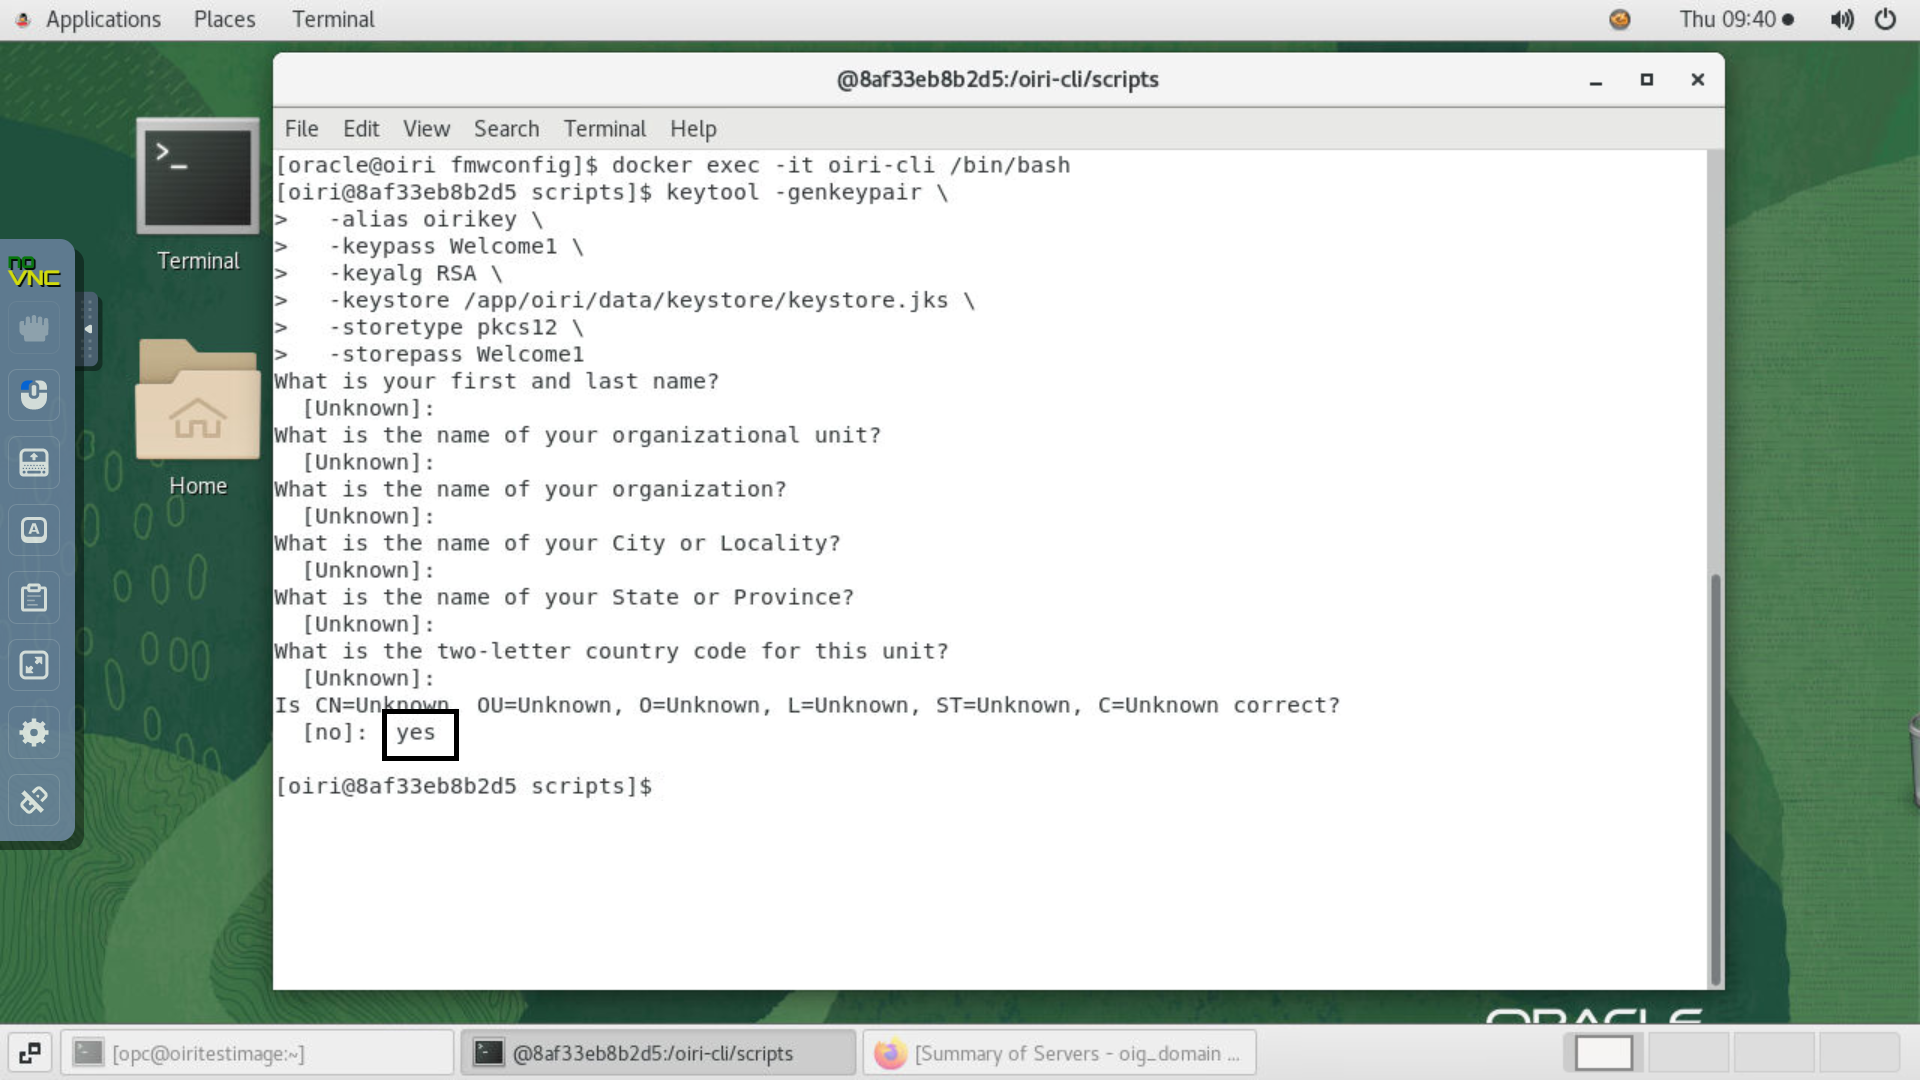 Applications Places Terminal Thu 09:40
@8af33eb8b2d5:/oiri-cli/scripts
File Edit View Search Terminal Help
[oracle@oiri fmwconfig]$ docker exec -it oiri-cli /bin/bash
[oiri@8af33eb8b2d5 scripts]$ keytool -genkeypair \
>   -alias oirikey \
>   -keypass Welcome1 \
>   -keyalg RSA \
>   -keystore /app/oiri/data/keystore/keystore.jks \
>   -storetype pkcs12 \
>   -storepass Welcome1
What is your first and last name?
  [Unknown]:
What is the name of your organizational unit?
  [Unknown]:
What is the name of your organization?
  [Unknown]:
What is the name of your City or Locality?
  [Unknown]:
What is the name of your State or Province?
  [Unknown]:
What is the two-letter country code for this unit?
  [Unknown]:
Is CN=Unknown, OU=Unknown, O=Unknown, L=Unknown, ST=Unknown, C=Unknown correct?
  [no]:  yes
[oiri@8af33eb8b2d5 scripts]$
>_
Terminal
Home
no
VNC
A
ORACLE
[opc@oiritestimage:~]
@8af33eb8b2d5:/oiri-cli/scripts
[Summary of Servers - oig_domain ...